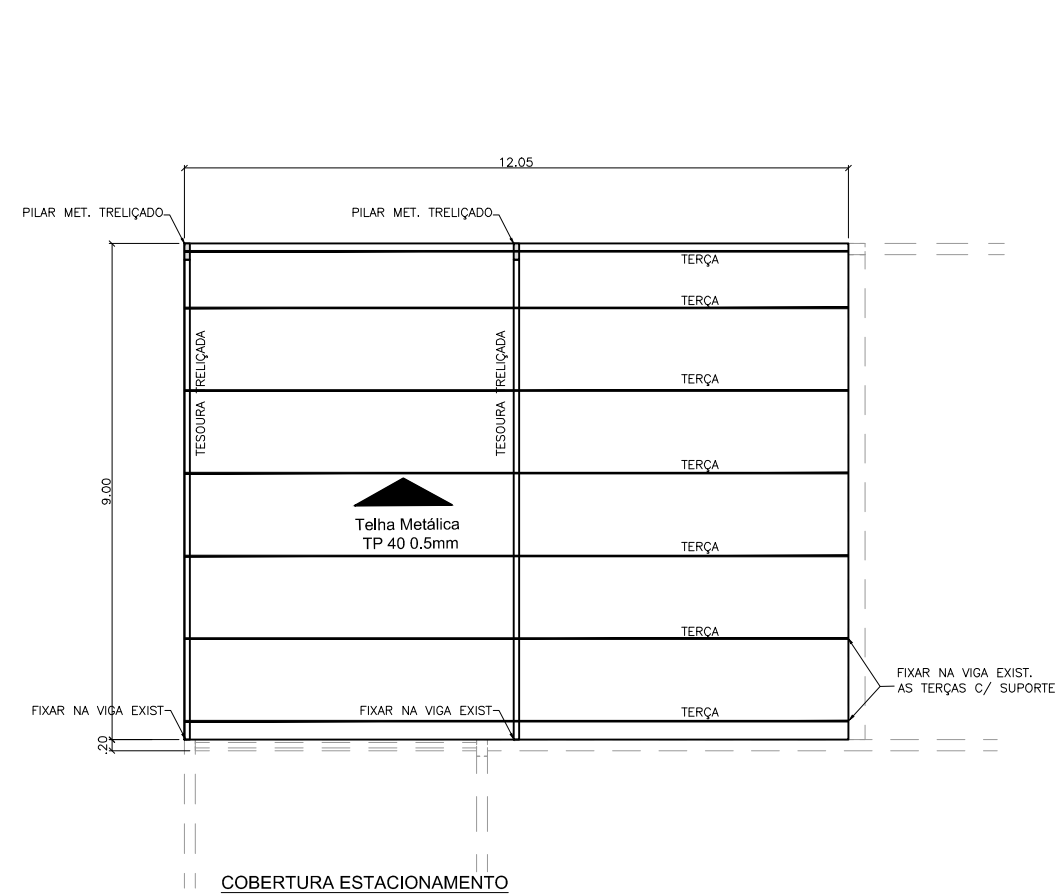 12.05
PILAR MET. TRELIÇADO
PILAR MET. TRELIÇADO
TERÇA
TERÇA
TESOURA TRELIÇADA
TESOURA TRELIÇADA
TERÇA
TERÇA
9.00
Telha Metálica
TP 40 0.5mm
TERÇA
TERÇA
FIXAR NA VIGA EXIST.
AS TERÇAS C/ SUPORTE
FIXAR NA VIGA EXIST
FIXAR NA VIGA EXIST
TERÇA
.20
COBERTURA ESTACIONAMENTO